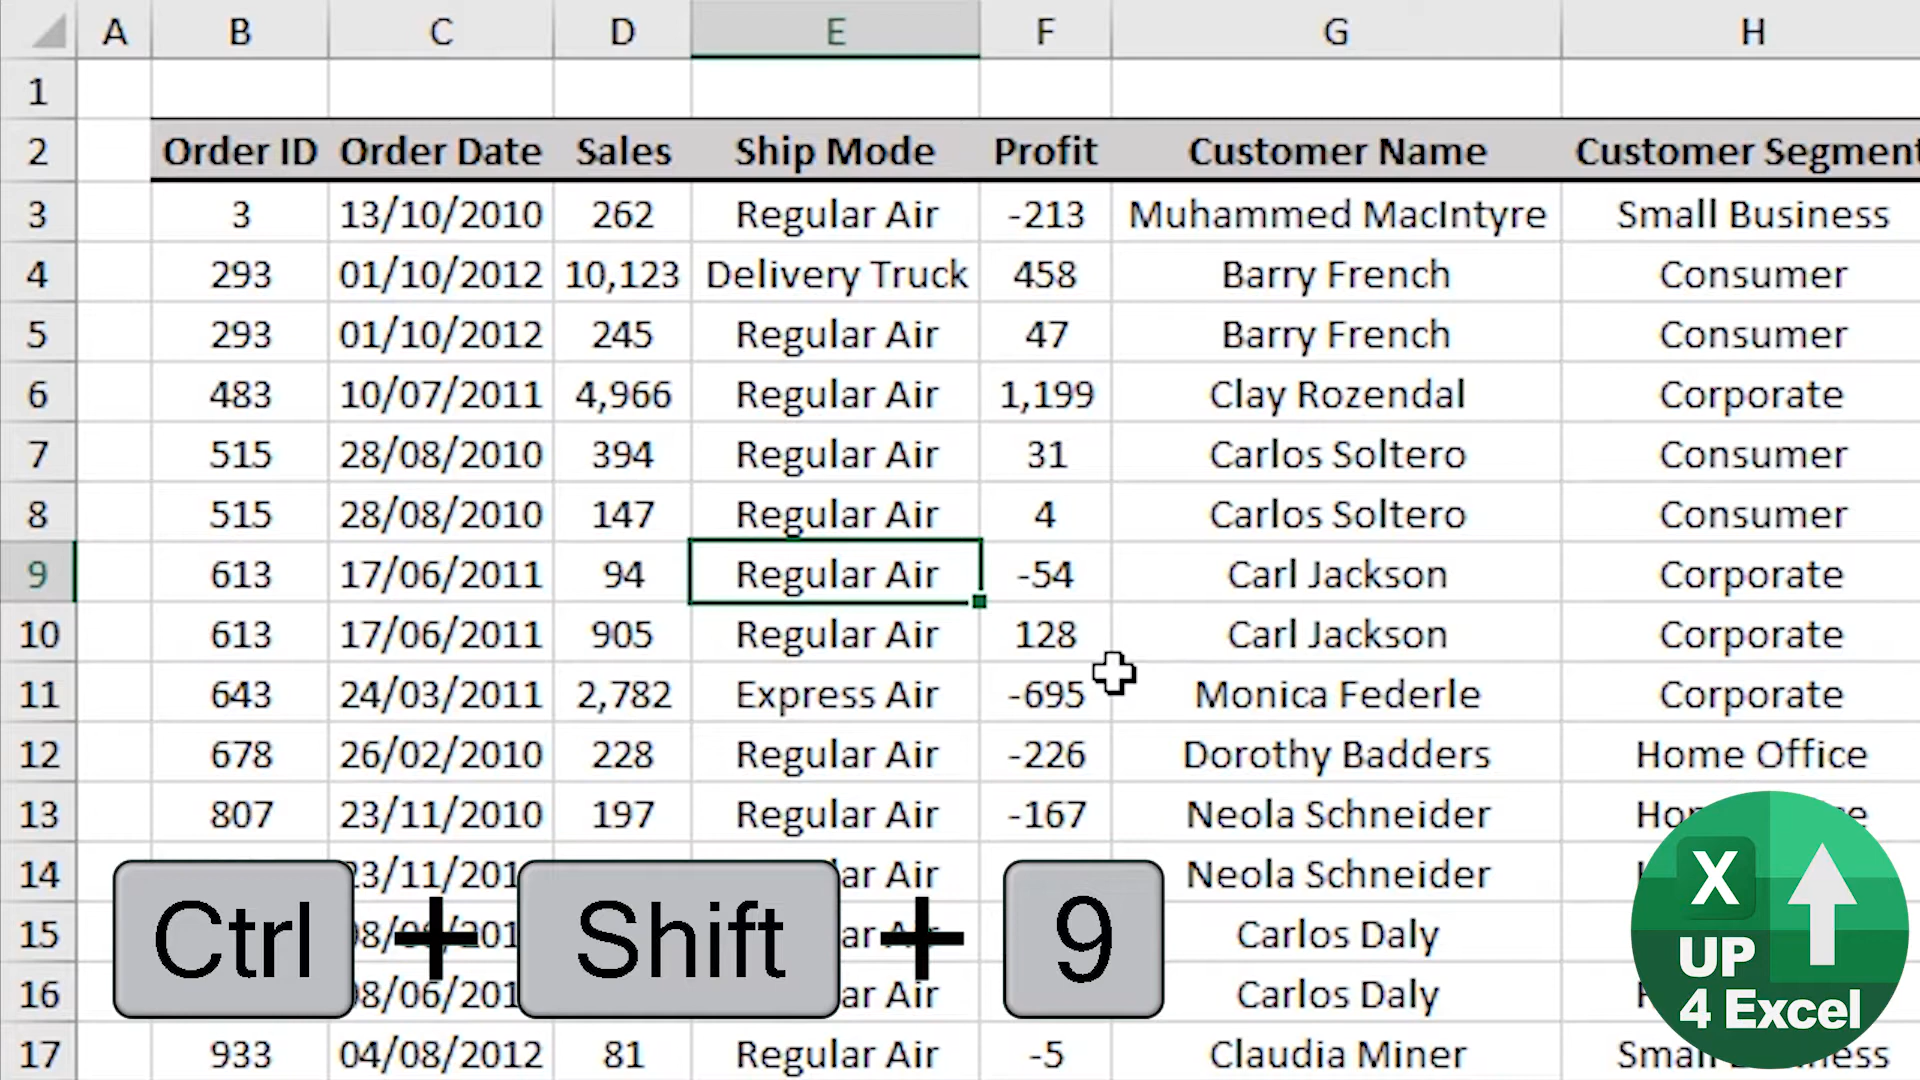 A B C D E F G H
1
2 Order ID Order Date Sales Ship Mode Profit Customer Name Customer Segment
3 3 13/10/2010 262 Regular Air -213 Muhammed MacIntyre Small Business
4 293 01/10/2012 10,123 Delivery Truck 458 Barry French Consumer
5 293 01/10/2012 245 Regular Air 47 Barry French Consumer
6 483 10/07/2011 4,966 Regular Air 1,199 Clay Rozendal Corporate
7 515 28/08/2010 394 Regular Air 31 Carlos Soltero Consumer
8 515 28/08/2010 147 Regular Air 4 Carlos Soltero Consumer
9 613 17/06/2011 94 Regular Air -54 Carl Jackson Corporate
10 613 17/06/2011 905 Regular Air 128 Carl Jackson Corporate
11 643 24/03/2011 2,782 Express Air -695 Monica Federle Corporate
12 678 26/02/2010 228 Regular Air -226 Dorothy Badders Home Office
13 807 23/11/2010 197 Regular Air -167 Neola Schneider
14 Air Neola Schneider
15 Carlos Daly
16 Air Carlos Daly
17 933 04/08/2012 81 Regular Air -5 Claudia Miner
Ctrl + Shift + 9
X
UP
4 Excel